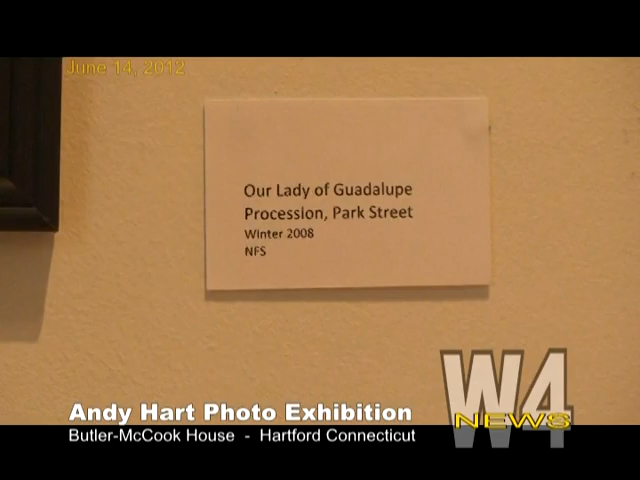 June 14, 2012
Our Lady of Guadalupe
Procession, Park Street
Winter 2008
NFS
W4
NEWS
Andy Hart Photo Exhibition
Butler-McCook House - Hartford Connecticut